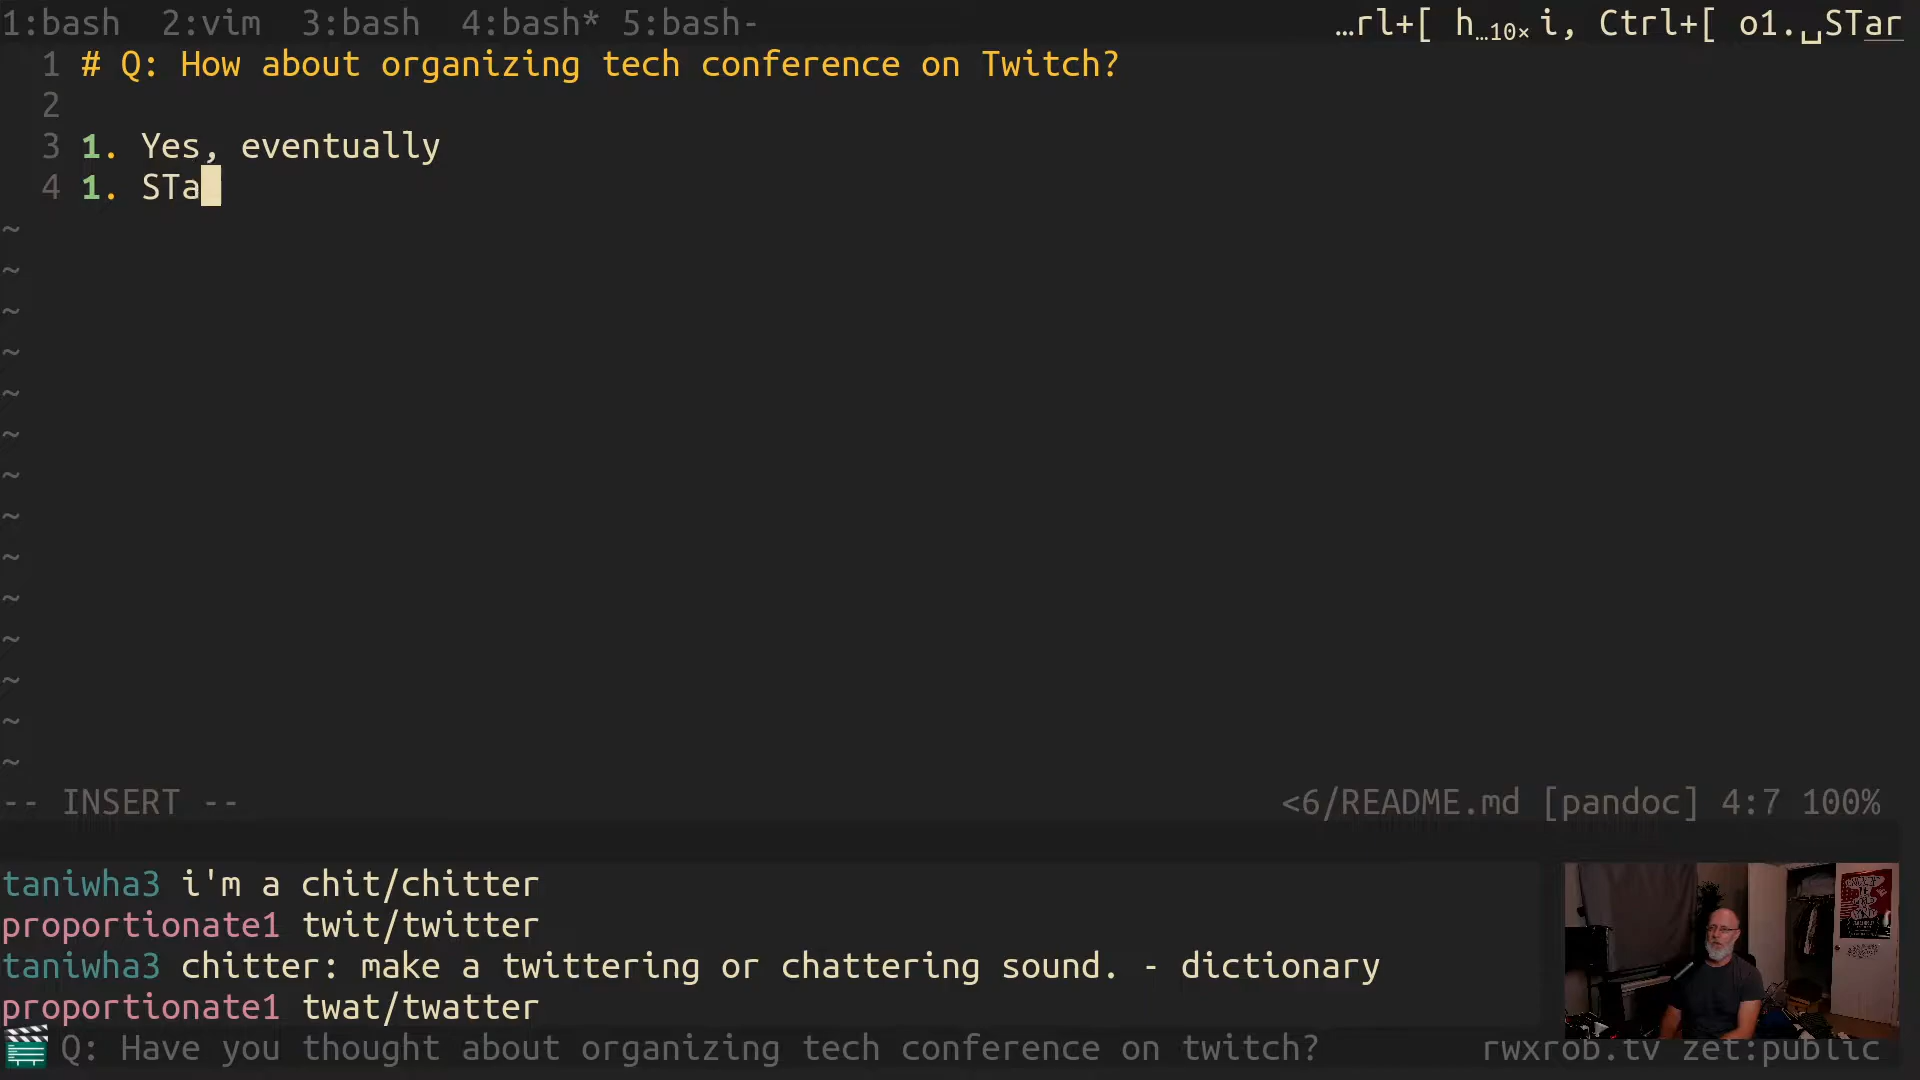 1:bash 2:vim 3:bash 4:bash* 5:bash-
…rl+[ h…10× i, Ctrl+[ o1.␣STar
1 # Q: How about organizing tech conference on Twitch?
2
3 1. Yes, eventually
4 1. STa
~
~
~
~
~
~
~
~
~
~
~
~
~
~
-- INSERT --
<6/README.md [pandoc] 4:7 100%
taniwha3 i'm a chit/chitter
proportionate1 twit/twitter
taniwha3 chitter: make a twittering or chattering sound. - dictionary
proportionate1 twat/twatter
Q: Have you thought about organizing tech conference on twitch?
rwxrob.tv zet:public